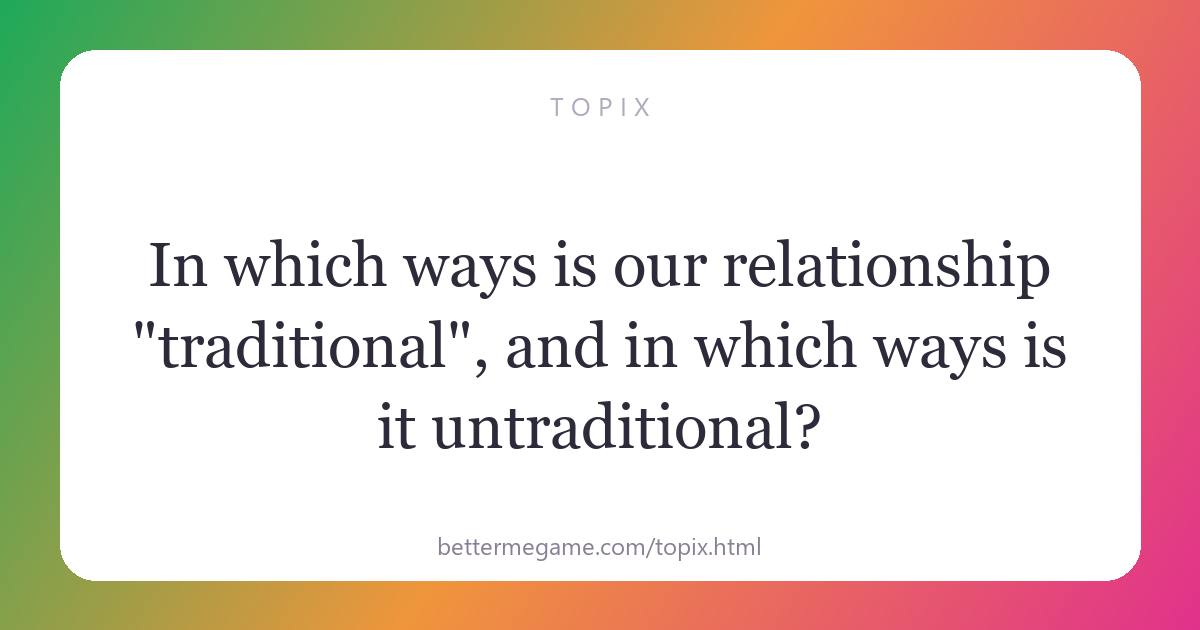 TOPIX
In which ways is our relationship
"traditional", and in which ways is
it untraditional?
bettermegame.com/topix.html